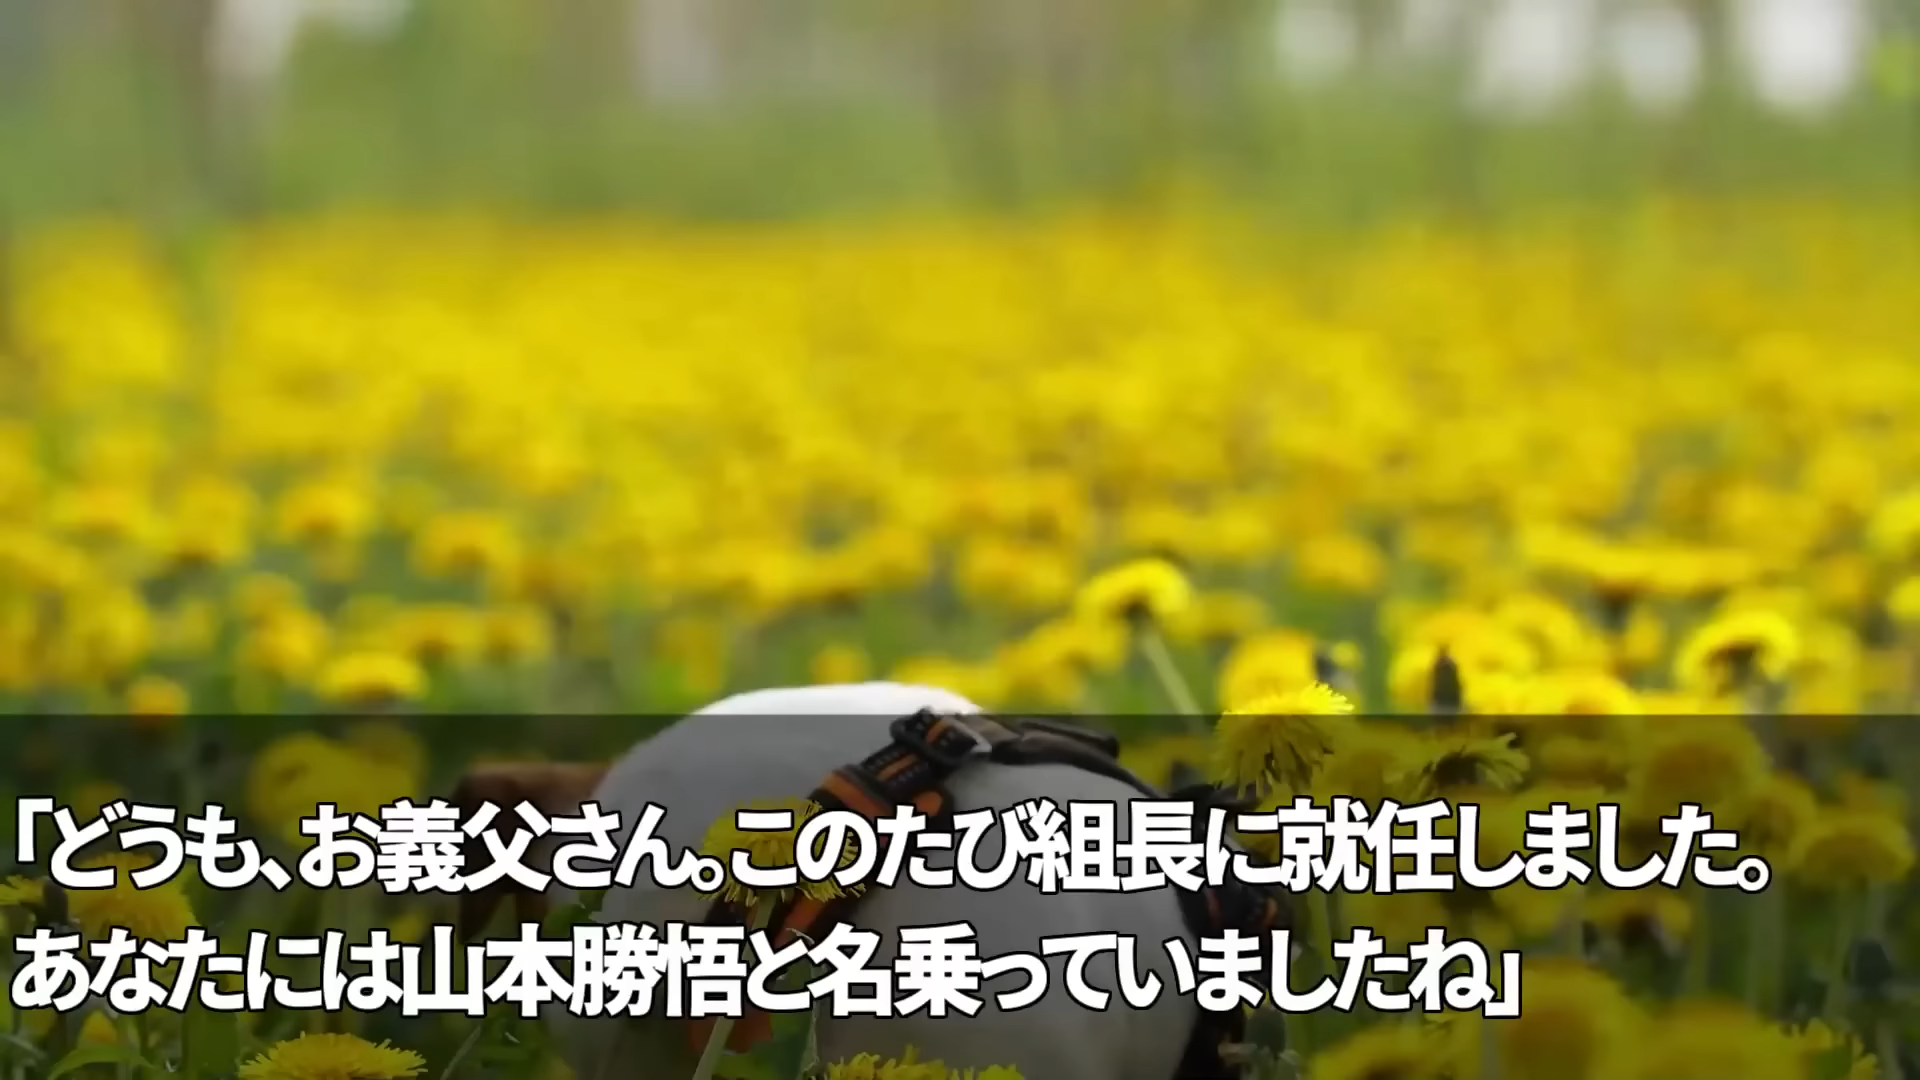 「どうも、お義父さん。このたび組長に就任しました。
あなたには山本勝悟と名乗っていましたね」